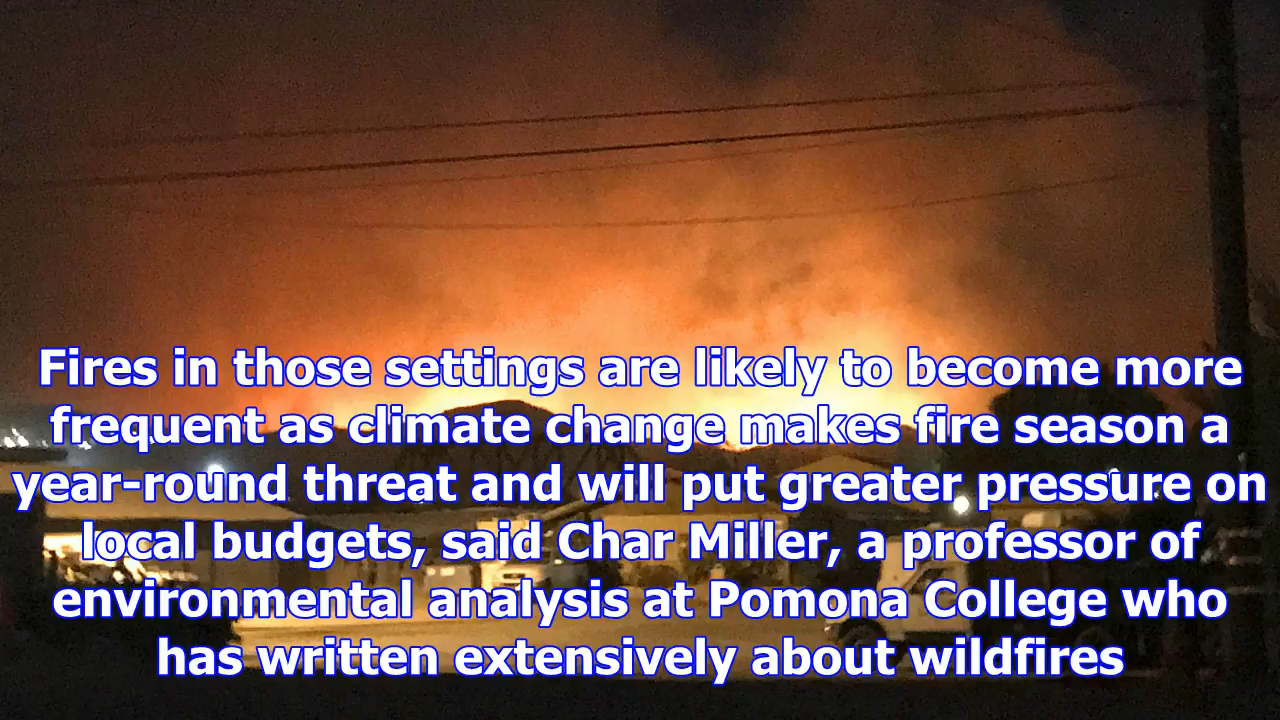 Fires in those settings are likely to become more
frequent as climate change makes fire season a
year-round threat and will put greater pressure on
local budgets, said Char Miller, a professor of
environmental analysis at Pomona College who
has written extensively about wildfires